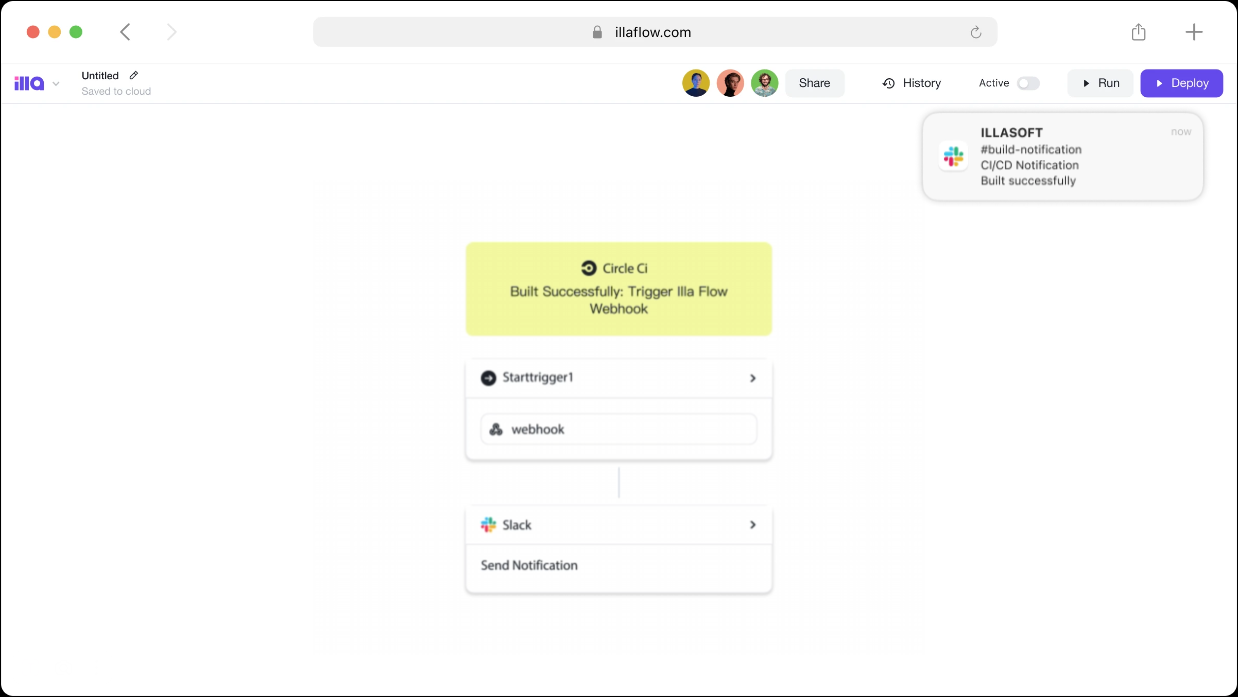 illaflow.com
illa
Untitled
Saved to cloud
Share
History
Active
Run
Deploy
ILLASOFT
now
#build-notification
CI/CD Notification
Built successfully
Circle Ci
Built Successfully: Trigger Illa Flow
Webhook
Starttrigger1
webhook
Slack
Send Notification